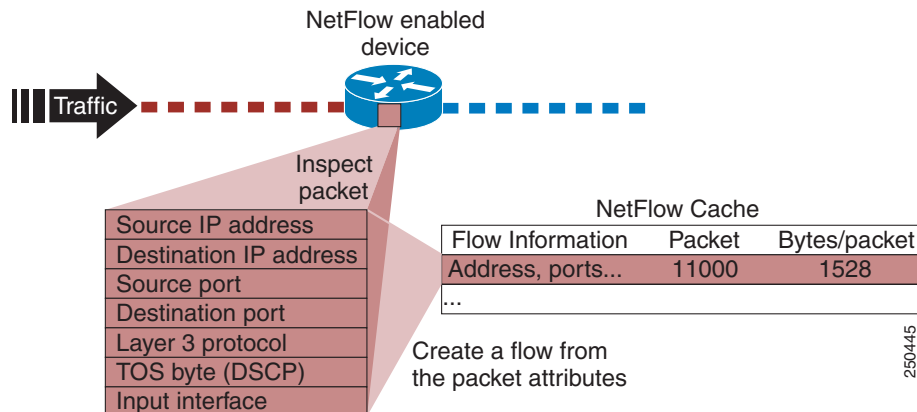 NetFlow enabled
device
Traffic
Inspect
packet
Source IP address
Destination IP address
Source port
Destination port
Layer 3 protocol
TOS byte (DSCP)
Input interface
NetFlow Cache
Flow Information Packet Bytes/packet
Address, ports... 11000 1528
...
Create a flow from
the packet attributes
250445